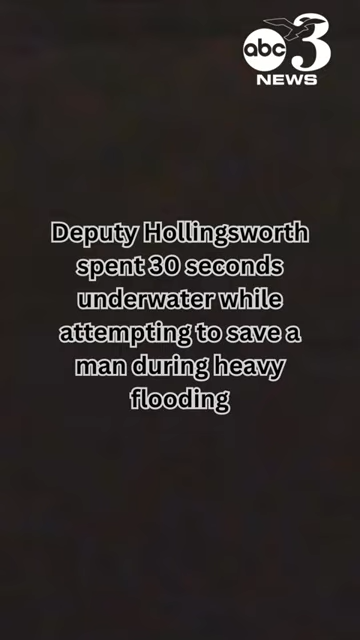 abc 3
NEWS
Deputy Hollingsworth
spent 30 seconds
underwater while
attempting to save a
man during heavy
flooding